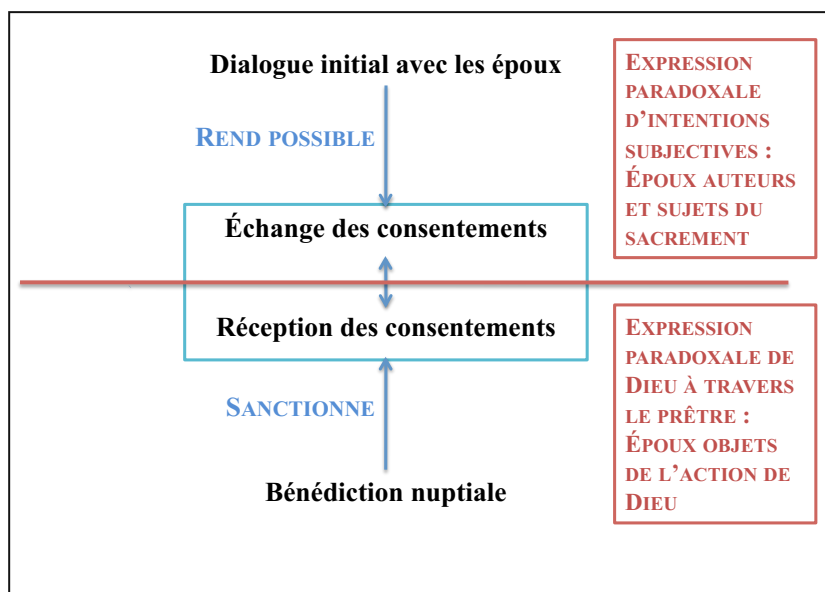 Dialogue initial avec les époux
REND POSSIBLE
Échange des consentements
Réception des consentements
SANCTIONNE
Bénédiction nuptiale
EXPRESSION
PARADOXALE
D’INTENTIONS
SUBJECTIVES :
ÉPOUX AUTEURS
ET SUJETS DU
SACREMENT
EXPRESSION
PARADOXALE DE
DIEU À TRAVERS
LE PRÊTRE :
ÉPOUX OBJETS
DE L’ACTION DE
DIEU